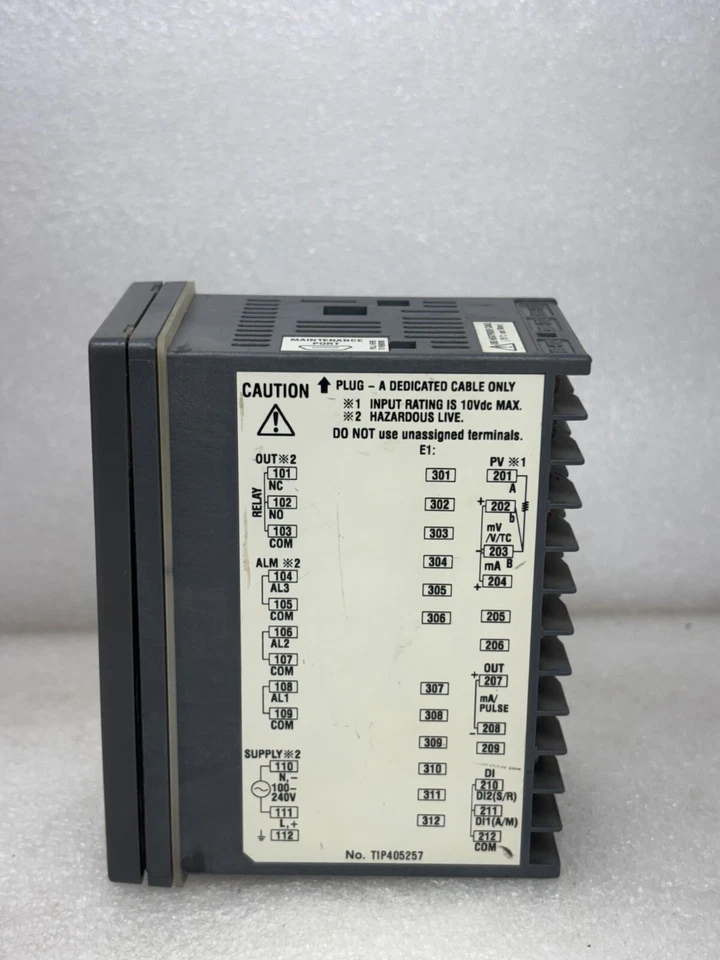 MAINTENANCE
PORT
CAUTION
PLUG – A DEDICATED CABLE ONLY
※1 INPUT RATING IS 10Vdc MAX.
※2 HAZARDOUS LIVE.
DO NOT use unassigned terminals.
E1:
OUT※2
RELAY
101
NC
102
NO
103
COM
ALM ※2
104
AL3
105
COM
106
AL2
107
COM
108
AL1
109
COM
SUPPLY※2
110
N, –
100–
240V
111
L, +
112
301
302
303
304
305
306
307
308
309
310
311
312
PV ※1
201
A
+
202
b
mV
/V/TC
–
203
B
mA
204
+
205
206
OUT
+
207
mA/
PULSE
–
208
209
DI
210
DI2(S/R)
211
DI1(A/M)
212
COM
No. TIP405257